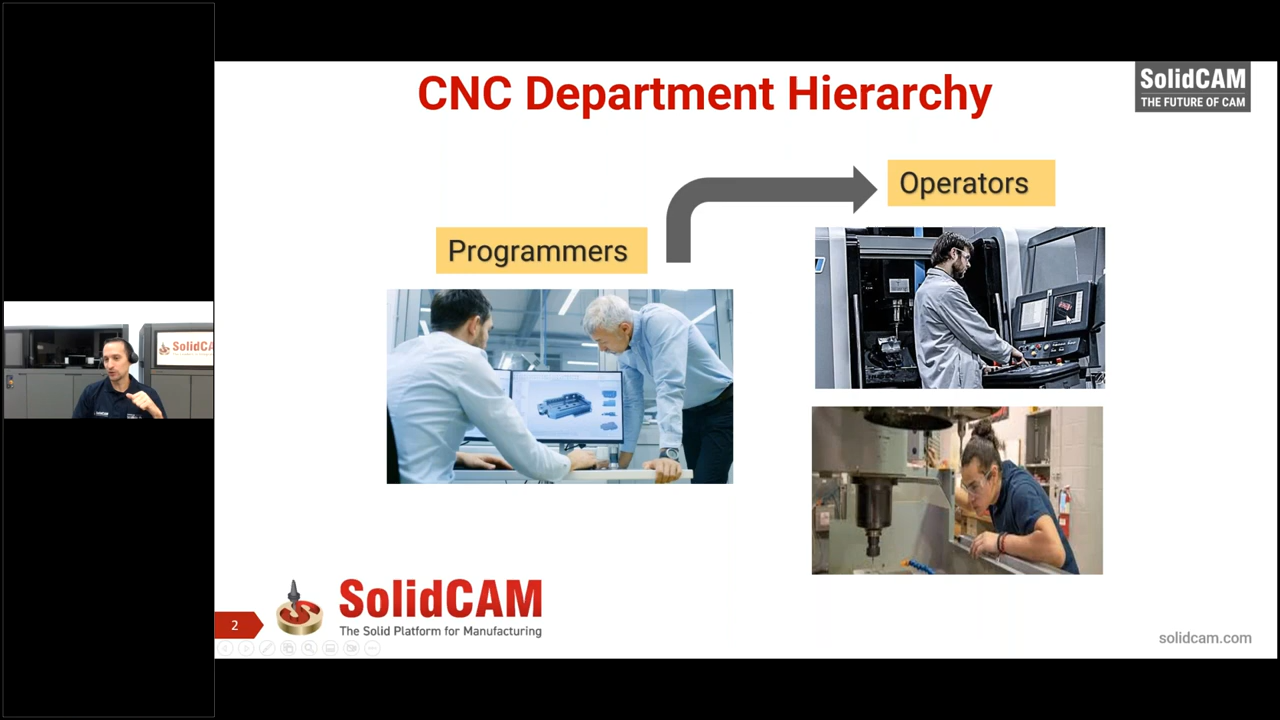 CNC Department Hierarchy
SolidCAM
THE FUTURE OF CAM
Operators
Programmers
SolidCA
SolidCAM
The Solid Platform for Manufacturing
2
solidcam.com